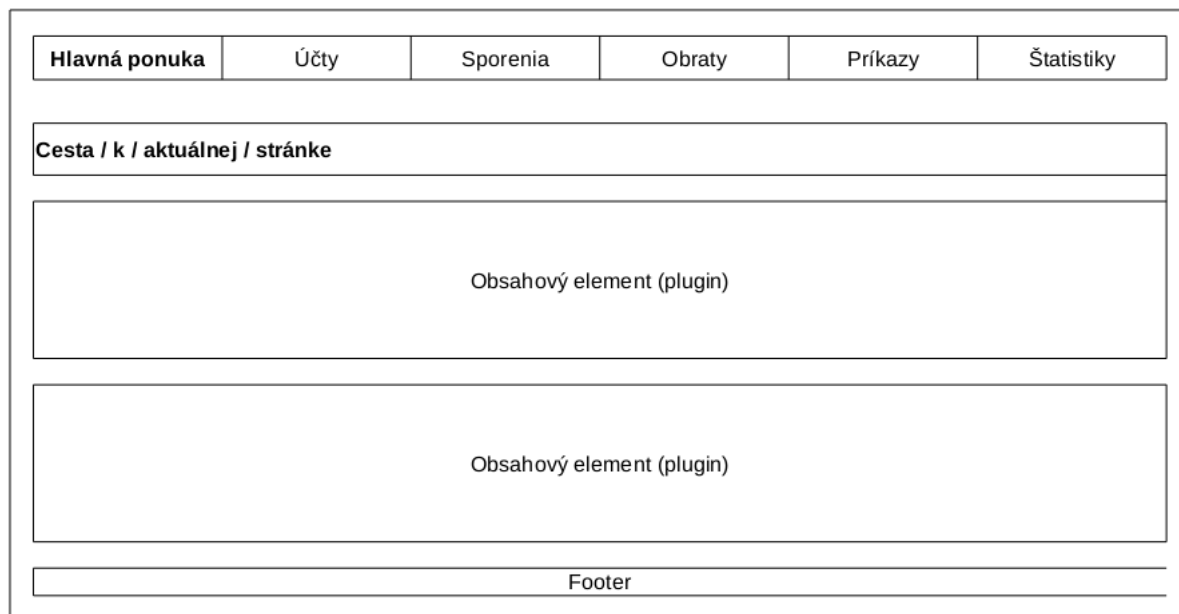 Hlavná ponuka Účty Sporenia Obraty Príkazy Štatistiky
Cesta / k / aktuálnej / stránke
Obsahový element (plugin)
Obsahový element (plugin)
Footer